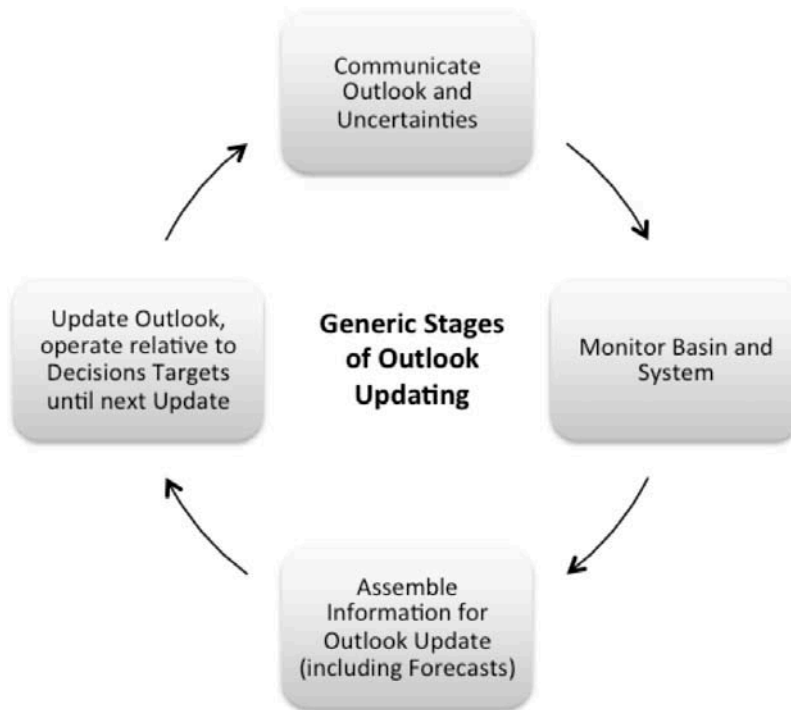 Communicate
Outlook and
Uncertainties
Update Outlook,
operate relative to
Decisions Targets
until next Update
Generic Stages
of Outlook
Updating
Monitor Basin and
System
Assemble
Information for
Outlook Update
(including Forecasts)